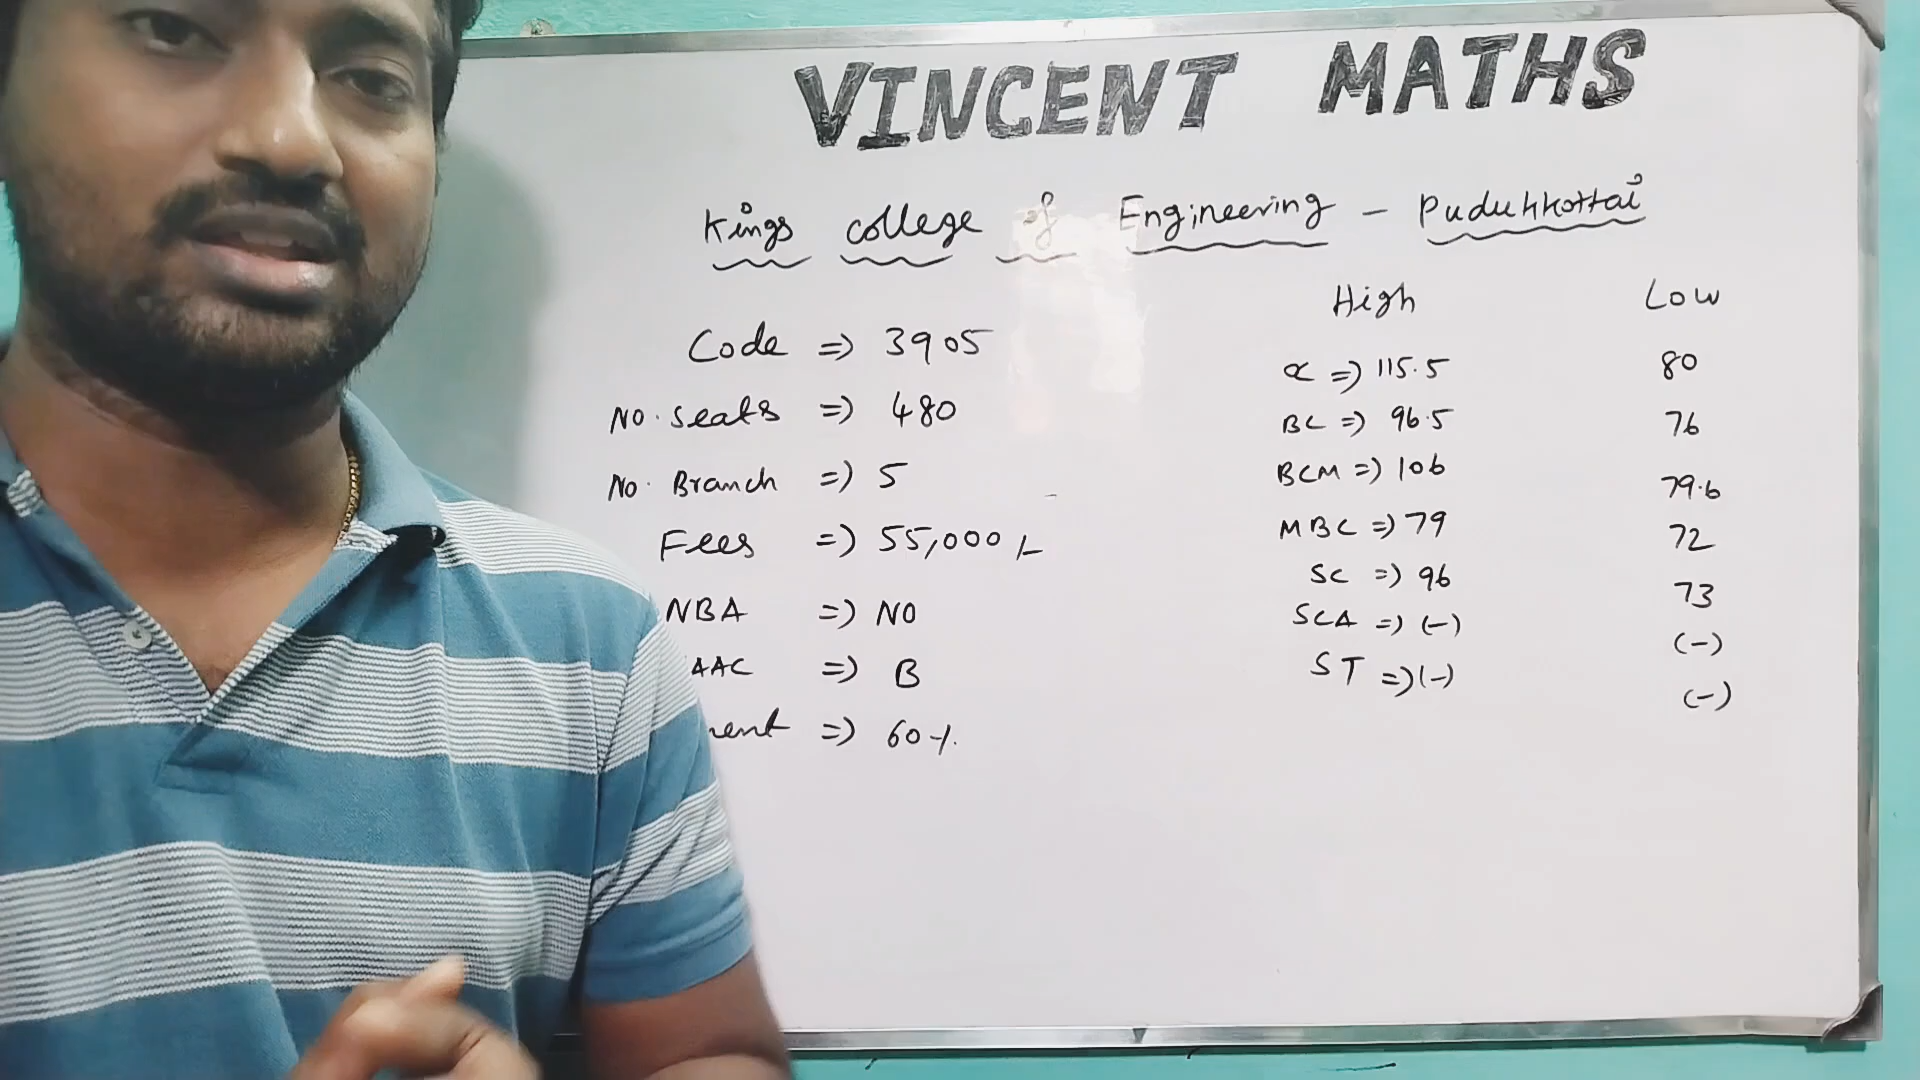 VINCENT MATHS
Kings college of Engineering - Pudukkottai
Code => 3905
No. Seats => 480
No. Branch => 5
Fees => 55,000/-
NBA => NO
AAC => B
ment => 60%
High Low
OC => 115.5 80
BC => 96.5 76
BCM => 106 79.6
MBC => 79 72
SC => 96 73
SCA => (-) (-)
ST => (-) (-)